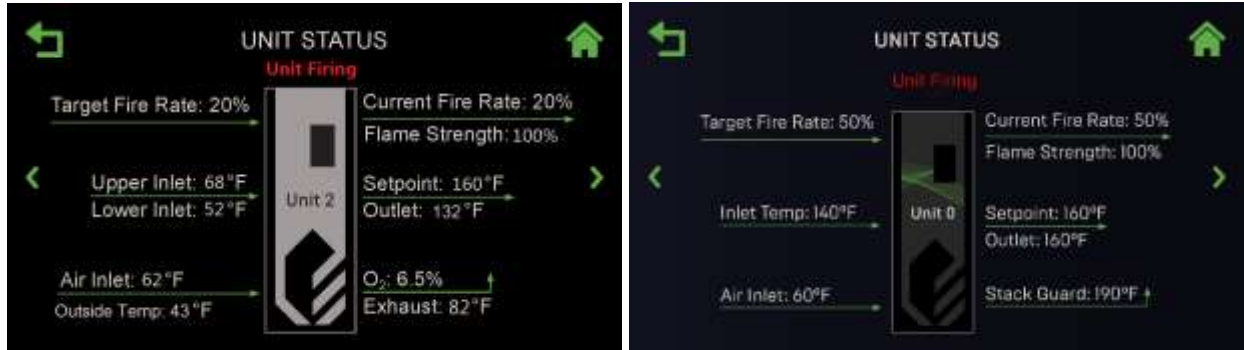 UNIT STATUS
Unit Firing
Target Fire Rate: 20%
Current Fire Rate: 20%
Flame Strength: 100%
Upper Inlet: 68°F
Lower Inlet: 52°F
Unit 2
Setpoint: 160°F
Outlet: 132°F
Air Inlet: 62°F
Outside Temp: 43°F
O₂: 6.5%
Exhaust: 82°F
UNIT STATUS
Unit Firing
Target Fire Rate: 50%
Current Fire Rate: 50%
Flame Strength: 100%
Inlet Temp: 140°F
Unit 0
Setpoint: 160°F
Outlet: 160°F
Air Inlet: 60°F
Stack Guard: 190°F